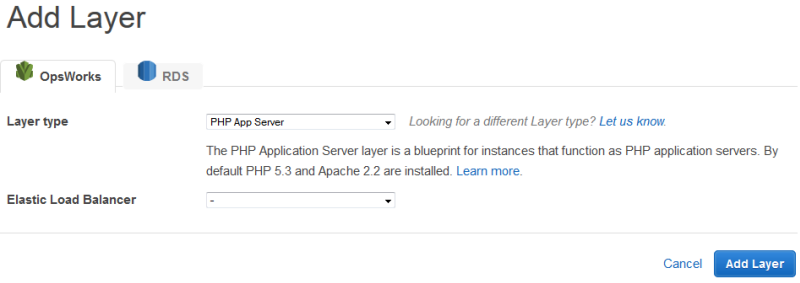 Add Layer
OpsWorks
RDS
Layer type
PHP App Server
Looking for a different Layer type? Let us know.
The PHP Application Server layer is a blueprint for instances that function as PHP application servers. By
default PHP 5.3 and Apache 2.2 are installed. Learn more.
Elastic Load Balancer
-
Cancel
Add Layer